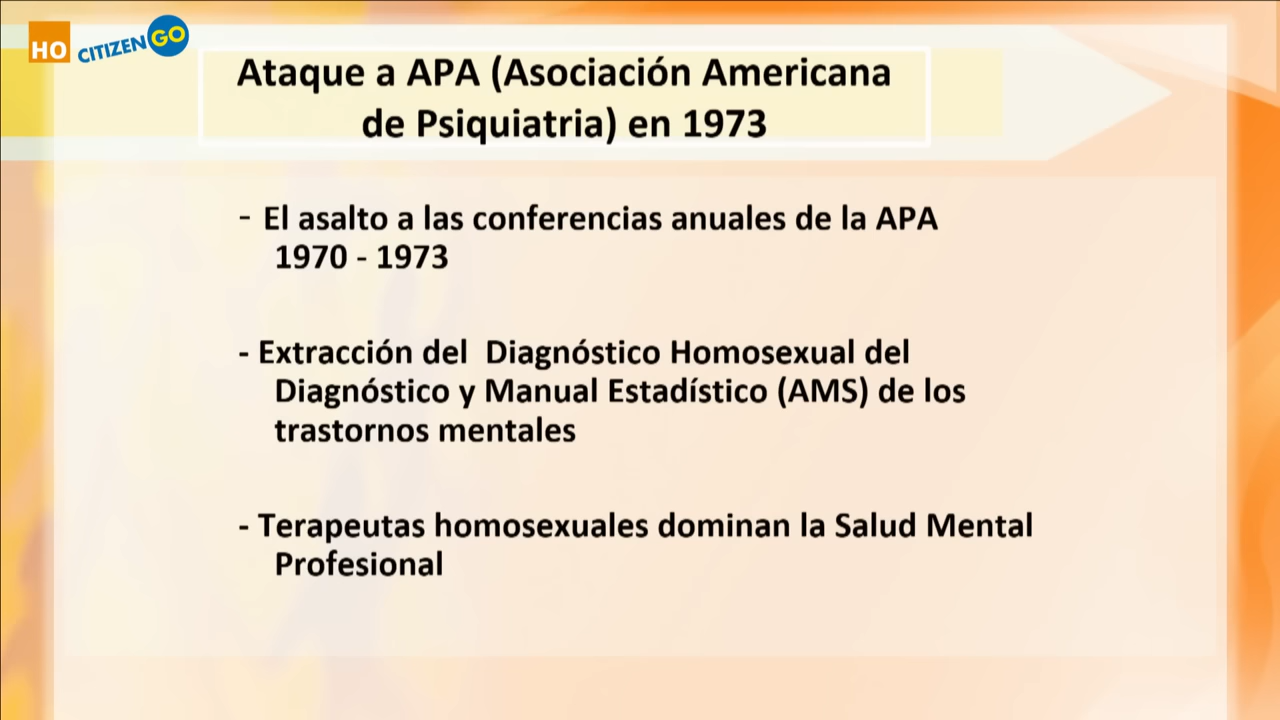 HO CITIZENGO
Ataque a APA (Asociación Americana
de Psiquiatria) en 1973
- El asalto a las conferencias anuales de la APA
1970 - 1973
- Extracción del Diagnóstico Homosexual del
Diagnóstico y Manual Estadístico (AMS) de los
trastornos mentales
- Terapeutas homosexuales dominan la Salud Mental
Profesional